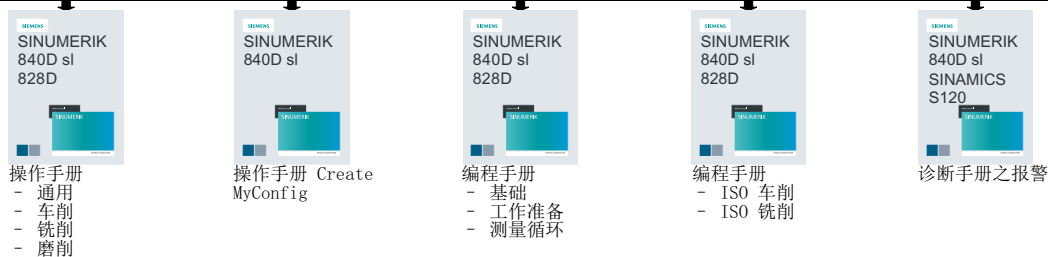 SIEMENS
SINUMERIK
840D sl
828D
SINUMERIK
操作手册
- 通用
- 车削
- 铣削
- 磨削
SIEMENS
SINUMERIK
840D sl
SINUMERIK
操作手册 Create
MyConfig
SIEMENS
SINUMERIK
840D sl
828D
SINUMERIK
编程手册
- 基础
- 工作准备
- 测量循环
SIEMENS
SINUMERIK
840D sl
828D
SINUMERIK
编程手册
- ISO 车削
- ISO 铣削
SIEMENS
SINUMERIK
840D sl
SINAMICS
S120
SINUMERIK
诊断手册之报警